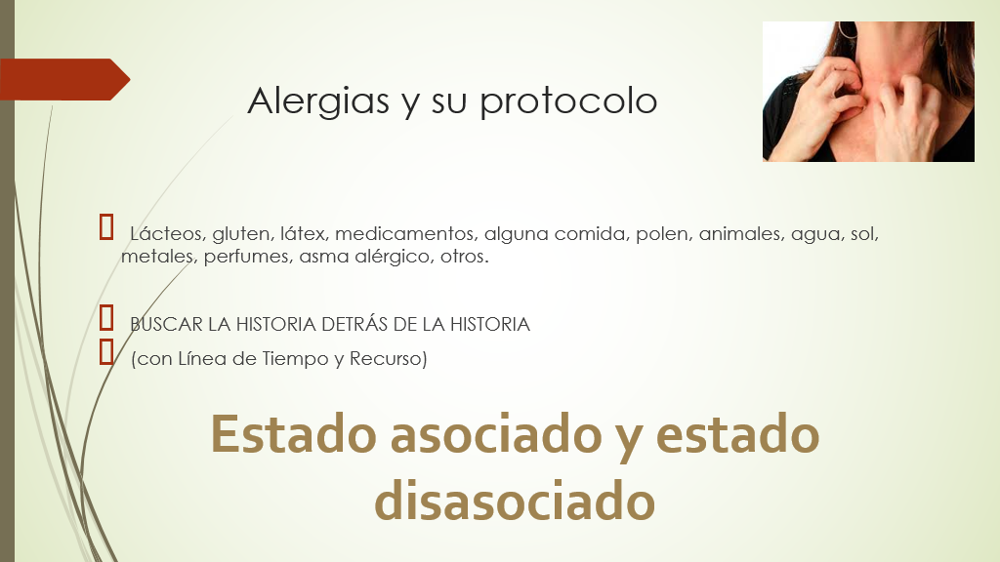 Alergias y su protocolo
Lácteos, gluten, látex, medicamentos, alguna comida, polen, animales, agua, sol,
metales, perfumes, asma alérgico, otros.
BUSCAR LA HISTORIA DETRÁS DE LA HISTORIA
(con Línea de Tiempo y Recurso)
Estado asociado y estado
disasociado